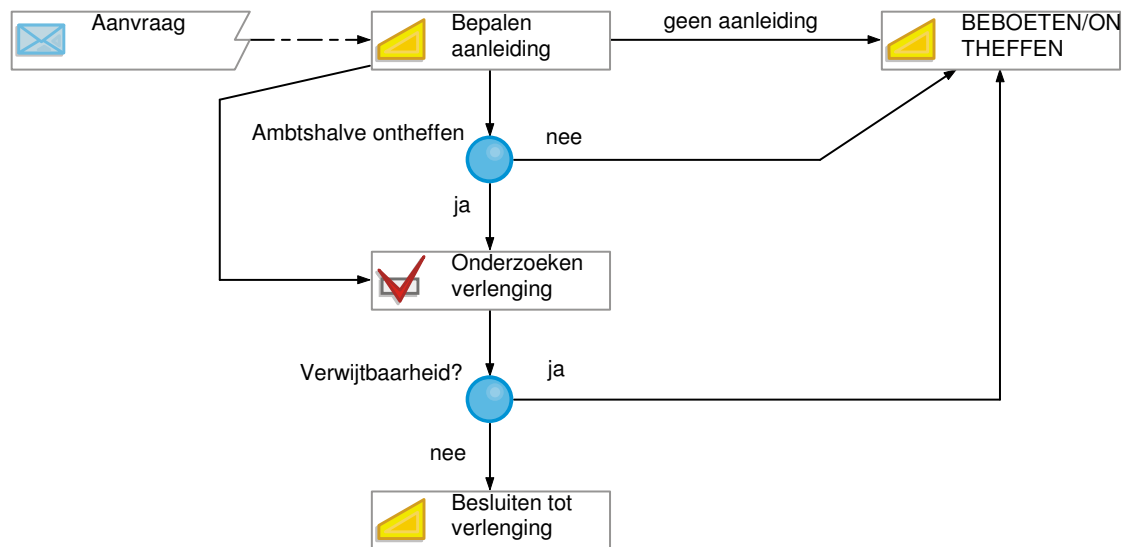 Aanvraag
Bepalen
aanleiding
geen aanleiding
BEBOETEN/ON
THEFFEN
Ambtshalve ontheffen
nee
ja
Onderzoeken
verlenging
Verwijtbaarheid?
ja
nee
Besluiten tot
verlenging